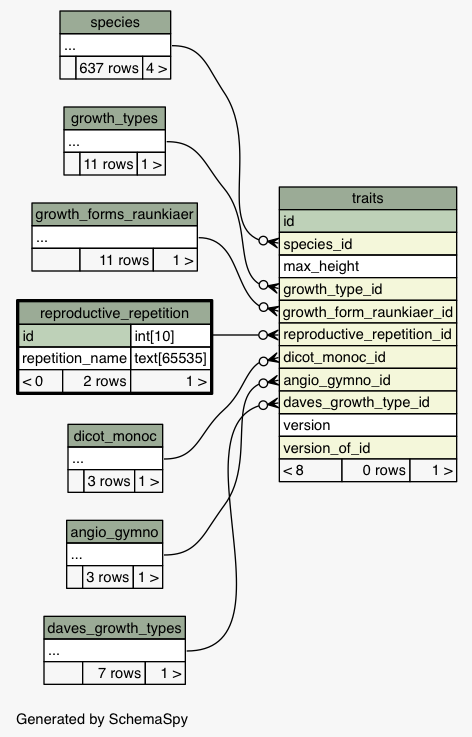 species
...
637 rows 4 >
growth_types
...
11 rows 1 >
growth_forms_raunkiaer
...
11 rows 1 >
reproductive_repetition
id int[10]
repetition_name text[65535]
< 0 2 rows 1 >
dicot_monoc
...
3 rows 1 >
angio_gymno
...
3 rows 1 >
daves_growth_types
...
7 rows 1 >
traits
id
species_id
max_height
growth_type_id
growth_form_raunkiaer_id
reproductive_repetition_id
dicot_monoc_id
angio_gymno_id
daves_growth_type_id
version
version_of_id
< 8 0 rows 1 >
Generated by SchemaSpy